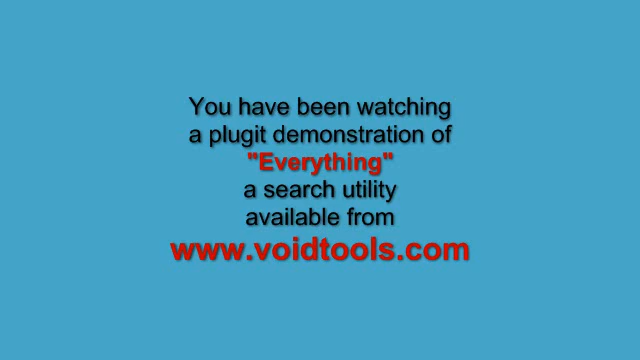 You have been watching
a plugit demonstration of
"Everything"
a search utility
available from
www.voidtools.com